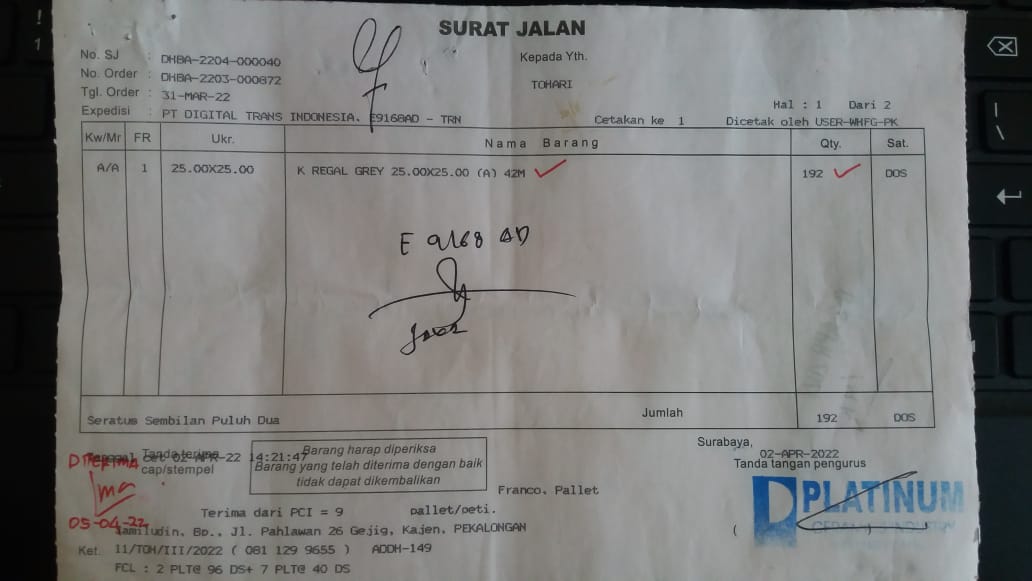 SURAT JALAN
No. SJ : DHBA-2204-000040
Kepada Yth.
No. Order : DHBA-2203-000872
TOHARI
Tgl. Order : 31-MAR-22
Hal : 1 Dari 2
Expedisi : PT DIGITAL TRANS INDONESIA. E9168AD - TRN
Cetakan ke 1 Dicetak oleh USER-WHFG-PK
Kw/Mr FR Ukr. Nama Barang Qty. Sat.
A/A 1 25.00X25.00 K REGAL GREY 25.00X25.00 (A) 42M 192 DOS
E 9168 AD
Seratus Sembilan Puluh Dua Jumlah 192 DOS
Surabaya,
02-APR-2022
Tanda tangan pengurus
Tanggal cet 02-APR-22 14:21:47
Tanda terima
cap/stempel
Barang harap diperiksa
Barang yang telah diterima dengan baik
tidak dapat dikembalikan
DITERIMA
05-04-22
Franco. Pallet
PLATINUM
CERAMICS INDUSTRY
Terima dari PCI = 9 pallet/peti.
Jamiludin. Bp.. Jl. Pahlawan 26 Gejig. Kajen. PEKALONGAN
( )
Ket. 11/TOH/III/2022 ( 081 129 9655 ) ADDH-149
FCL : 2 PLT@ 96 DS+ 7 PLT@ 40 DS